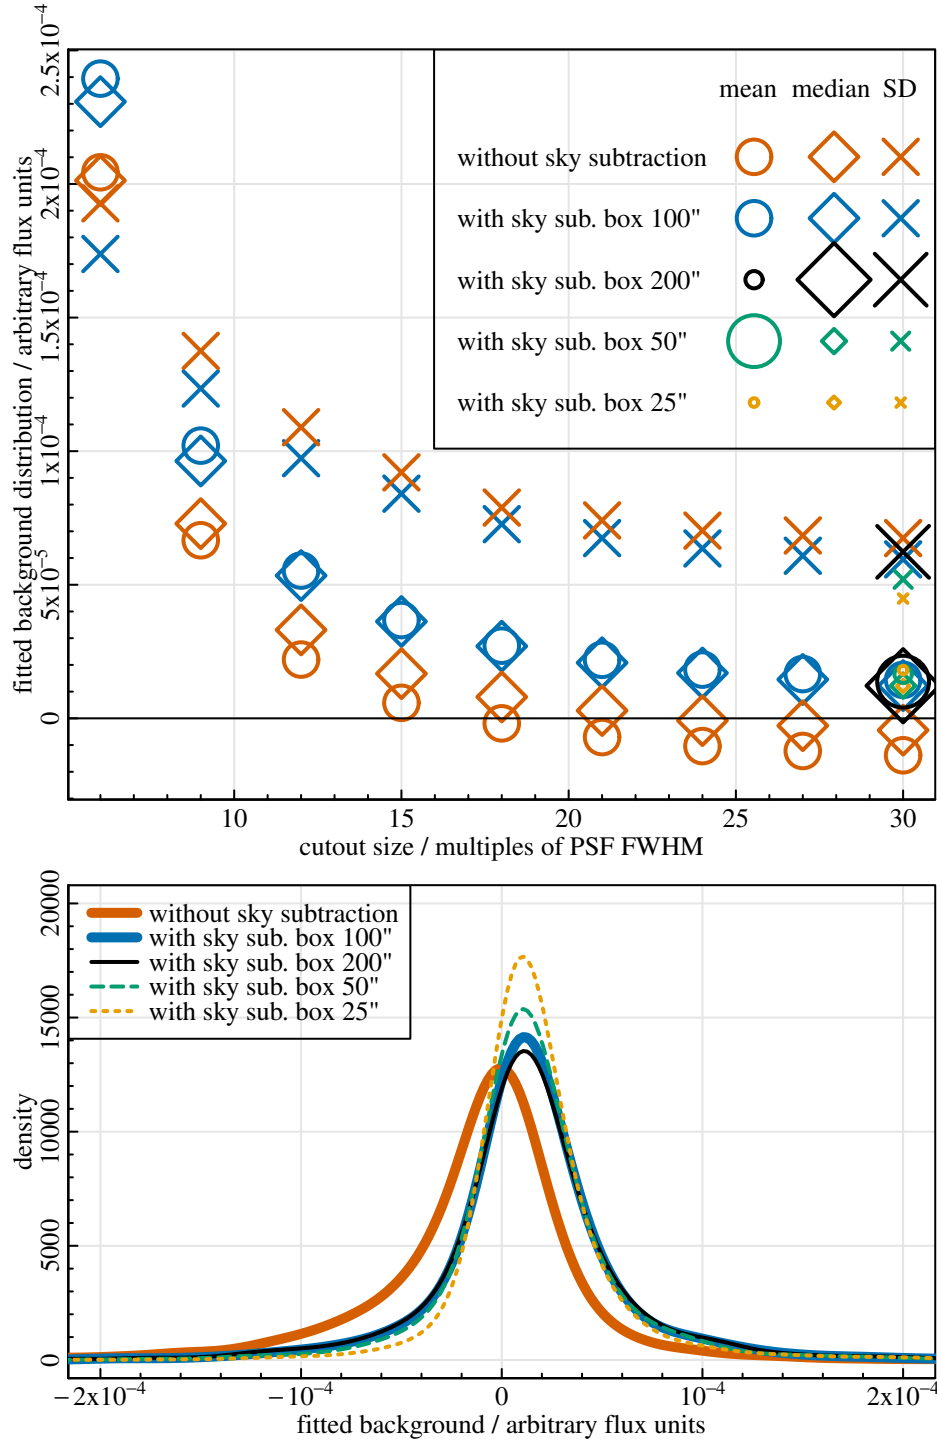 fitted background distribution / arbitrary flux units
2.5x10⁻⁴
2x10⁻⁴
1.5x10⁻⁴
1x10⁻⁴
5x10⁻⁵
0
mean median SD
without sky subtraction
with sky sub. box 100"
with sky sub. box 200"
with sky sub. box 50"
with sky sub. box 25"
10 15 20 25 30
cutout size / multiples of PSF FWHM
density
20000
15000
10000
5000
0
without sky subtraction
with sky sub. box 100"
with sky sub. box 200"
with sky sub. box 50"
with sky sub. box 25"
−2x10⁻⁴ −10⁻⁴ 0 10⁻⁴ 2x10⁻⁴
fitted background / arbitrary flux units